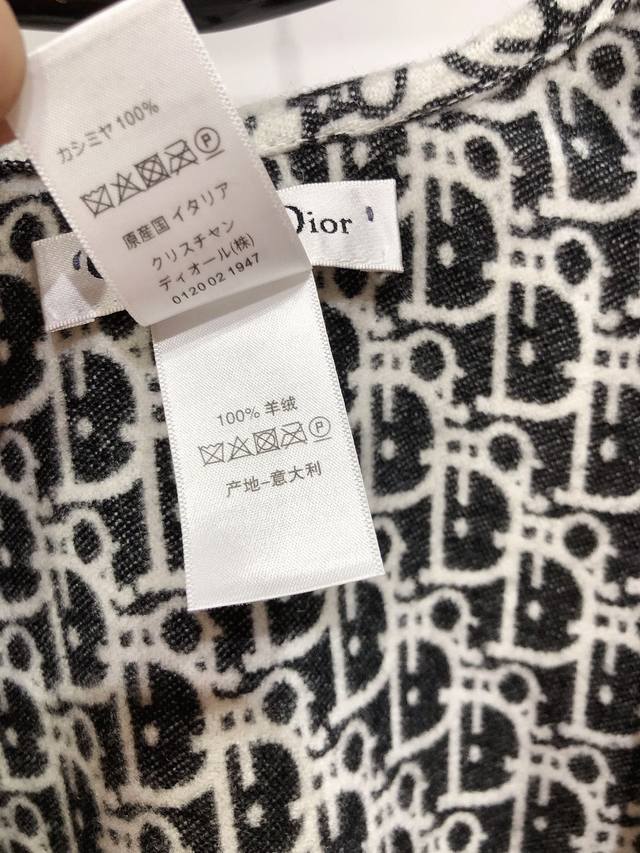 カシミヤ 100%
P
原産国 イタリア
クリスチャン
ディオール(株)
0120 02 1947
Dior
100% 羊绒
P
产地-意大利